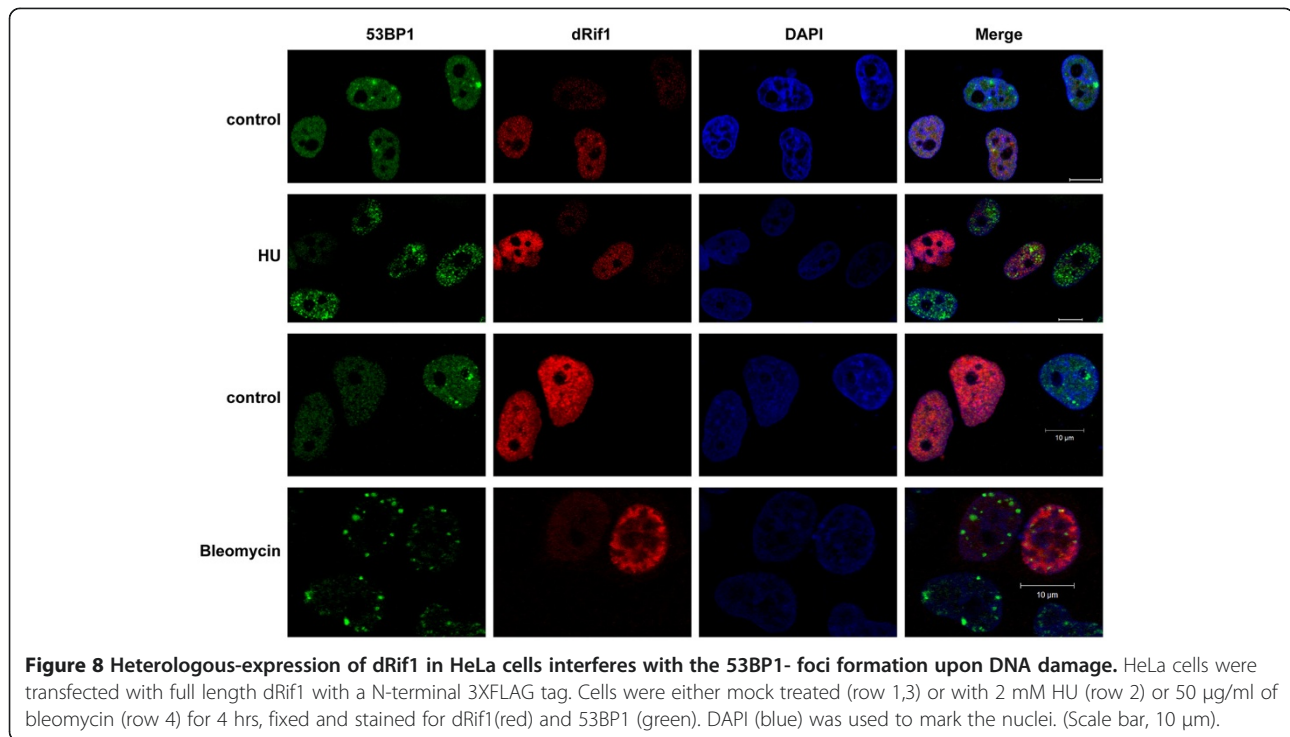 53BP1 dRif1 DAPI Merge
control
HU
control
10 µm
Bleomycin
10 µm
Figure 8 Heterologous-expression of dRif1 in HeLa cells interferes with the 53BP1- foci formation upon DNA damage. HeLa cells were
transfected with full length dRif1 with a N-terminal 3XFLAG tag. Cells were either mock treated (row 1,3) or with 2 mM HU (row 2) or 50 µg/ml of
bleomycin (row 4) for 4 hrs, fixed and stained for dRif1(red) and 53BP1 (green). DAPI (blue) was used to mark the nuclei. (Scale bar, 10 µm).